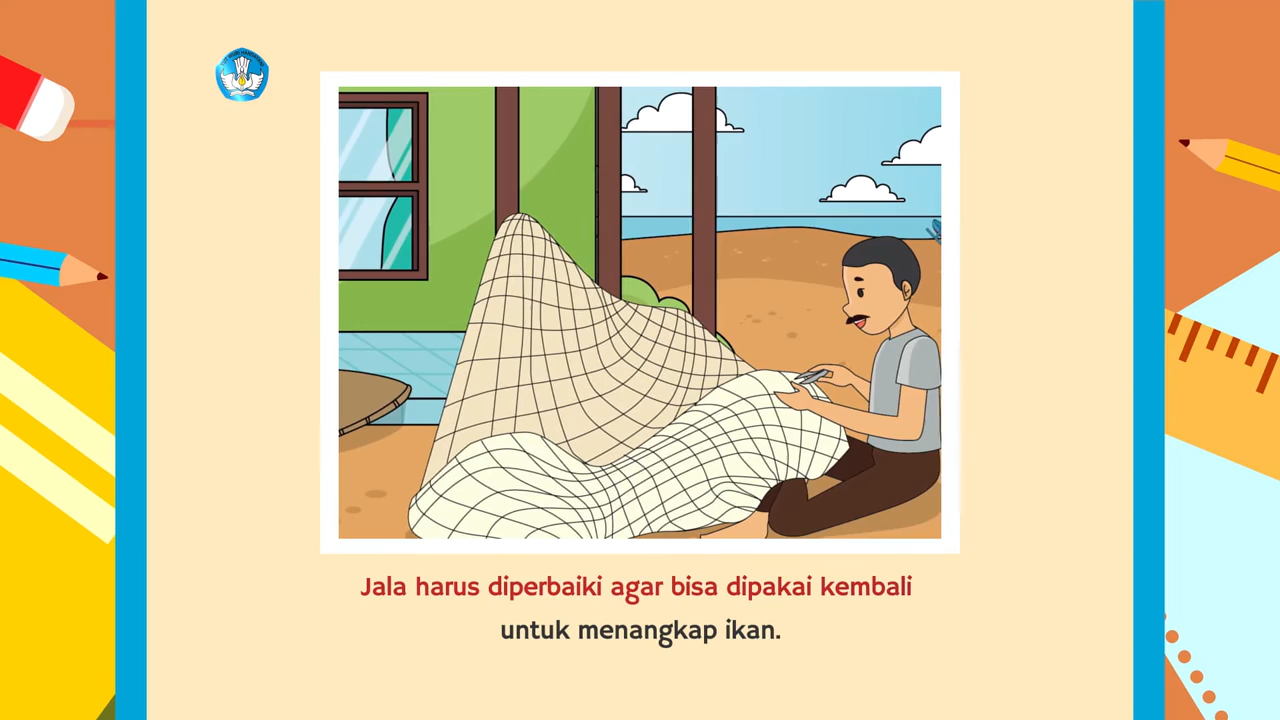 Jala harus diperbaiki agar bisa dipakai kembali
untuk menangkap ikan.